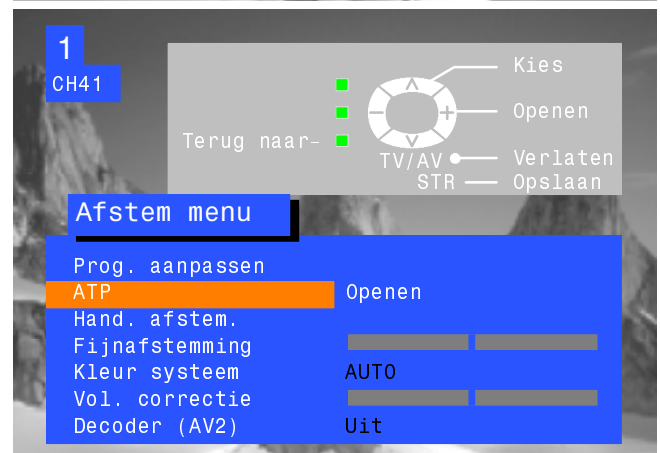 1
CH41
Kies
Openen
Terug naar-
TV/AV Verlaten
STR Opslaan
Afstem menu
Prog. aanpassen
ATP Openen
Hand. afstem.
Fijnafstemming
Kleur systeem AUTO
Vol. correctie
Decoder (AV2) Uit